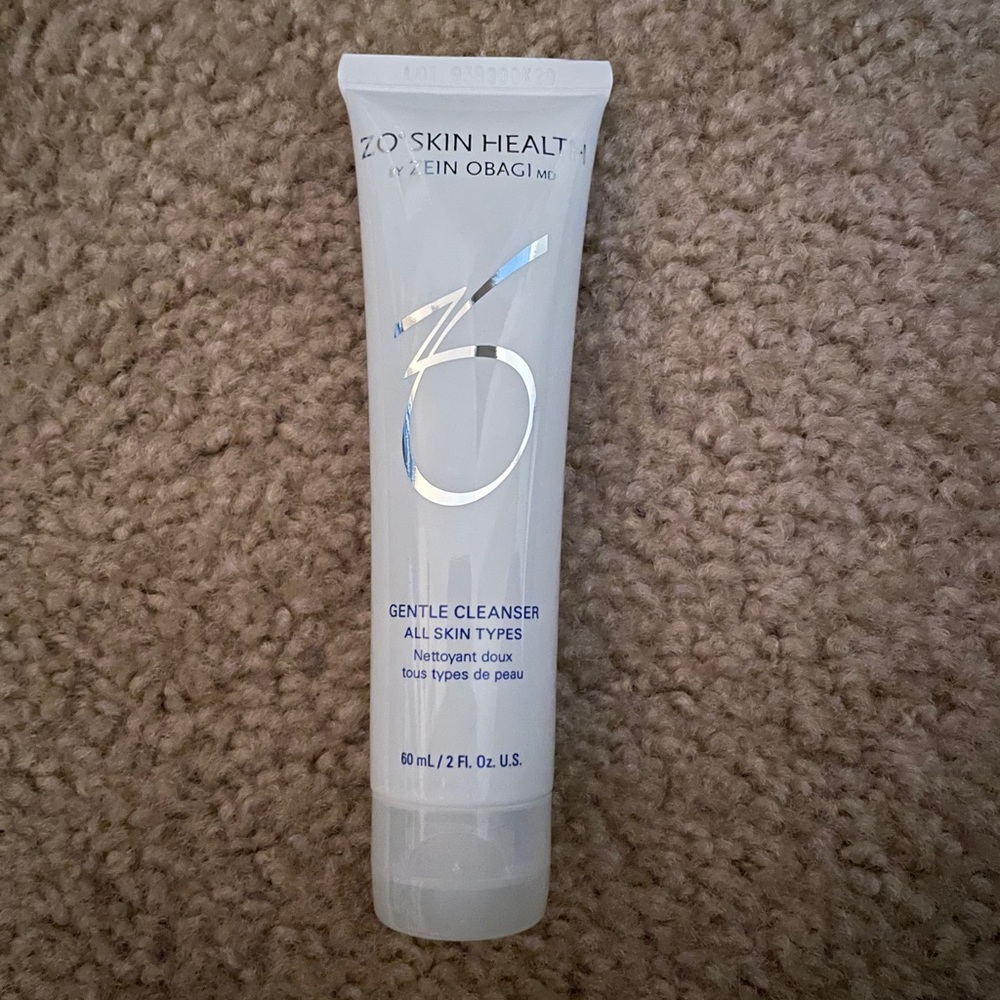 ZO® SKIN HEALTH
BY ZEIN OBAGI MD
GENTLE CLEANSER
ALL SKIN TYPES
Nettoyant doux
tous types de peau
60 mL / 2 Fl. Oz. U.S.